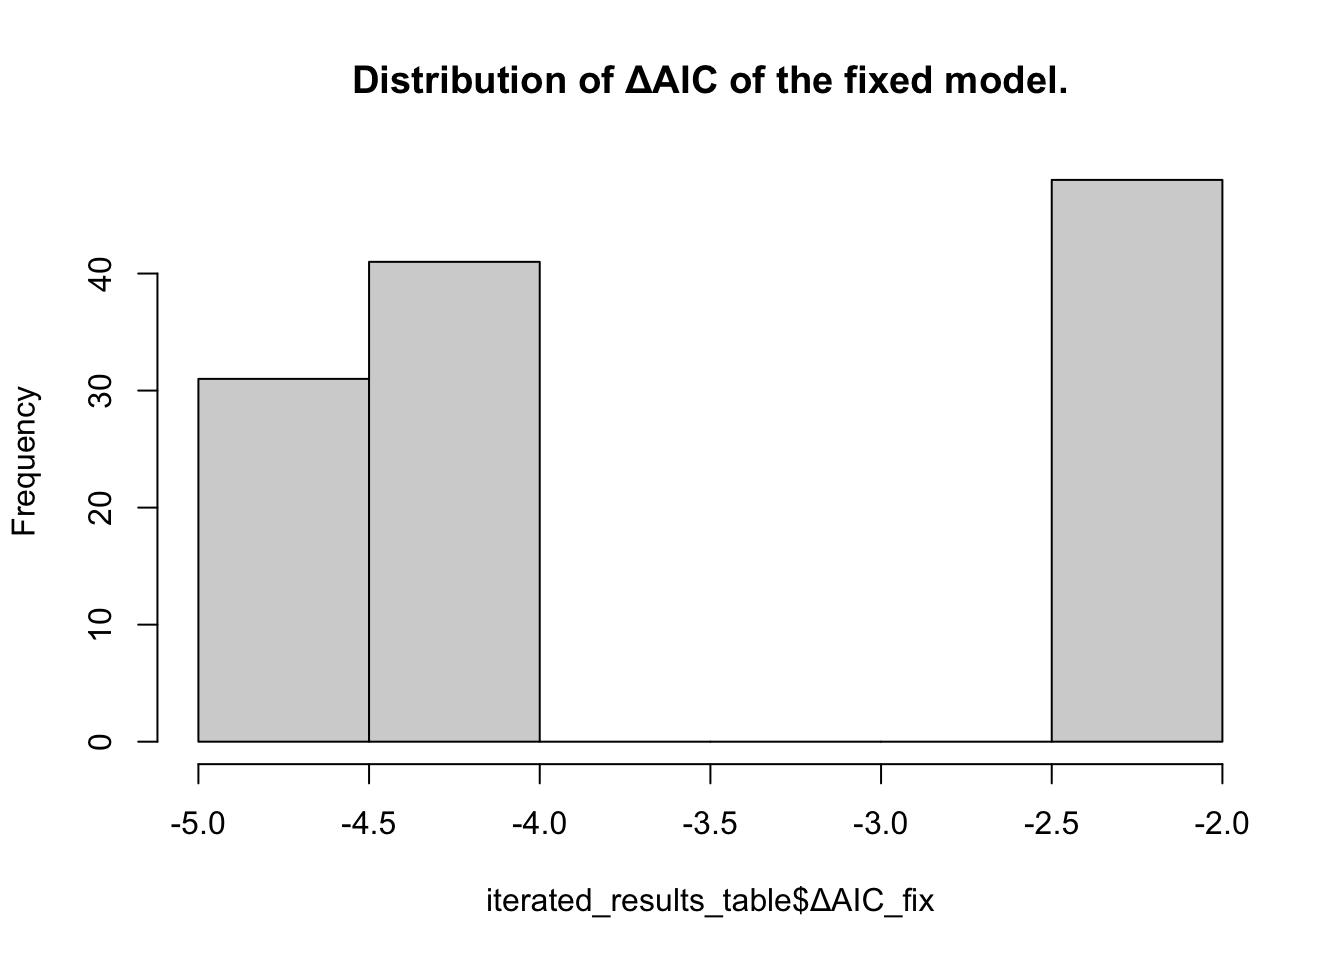 Distribution of ΔAIC of the fixed model.
Frequency
40
30
20
10
0
-5.0 -4.5 -4.0 -3.5 -3.0 -2.5 -2.0
iterated_results_table$ΔAIC_fix